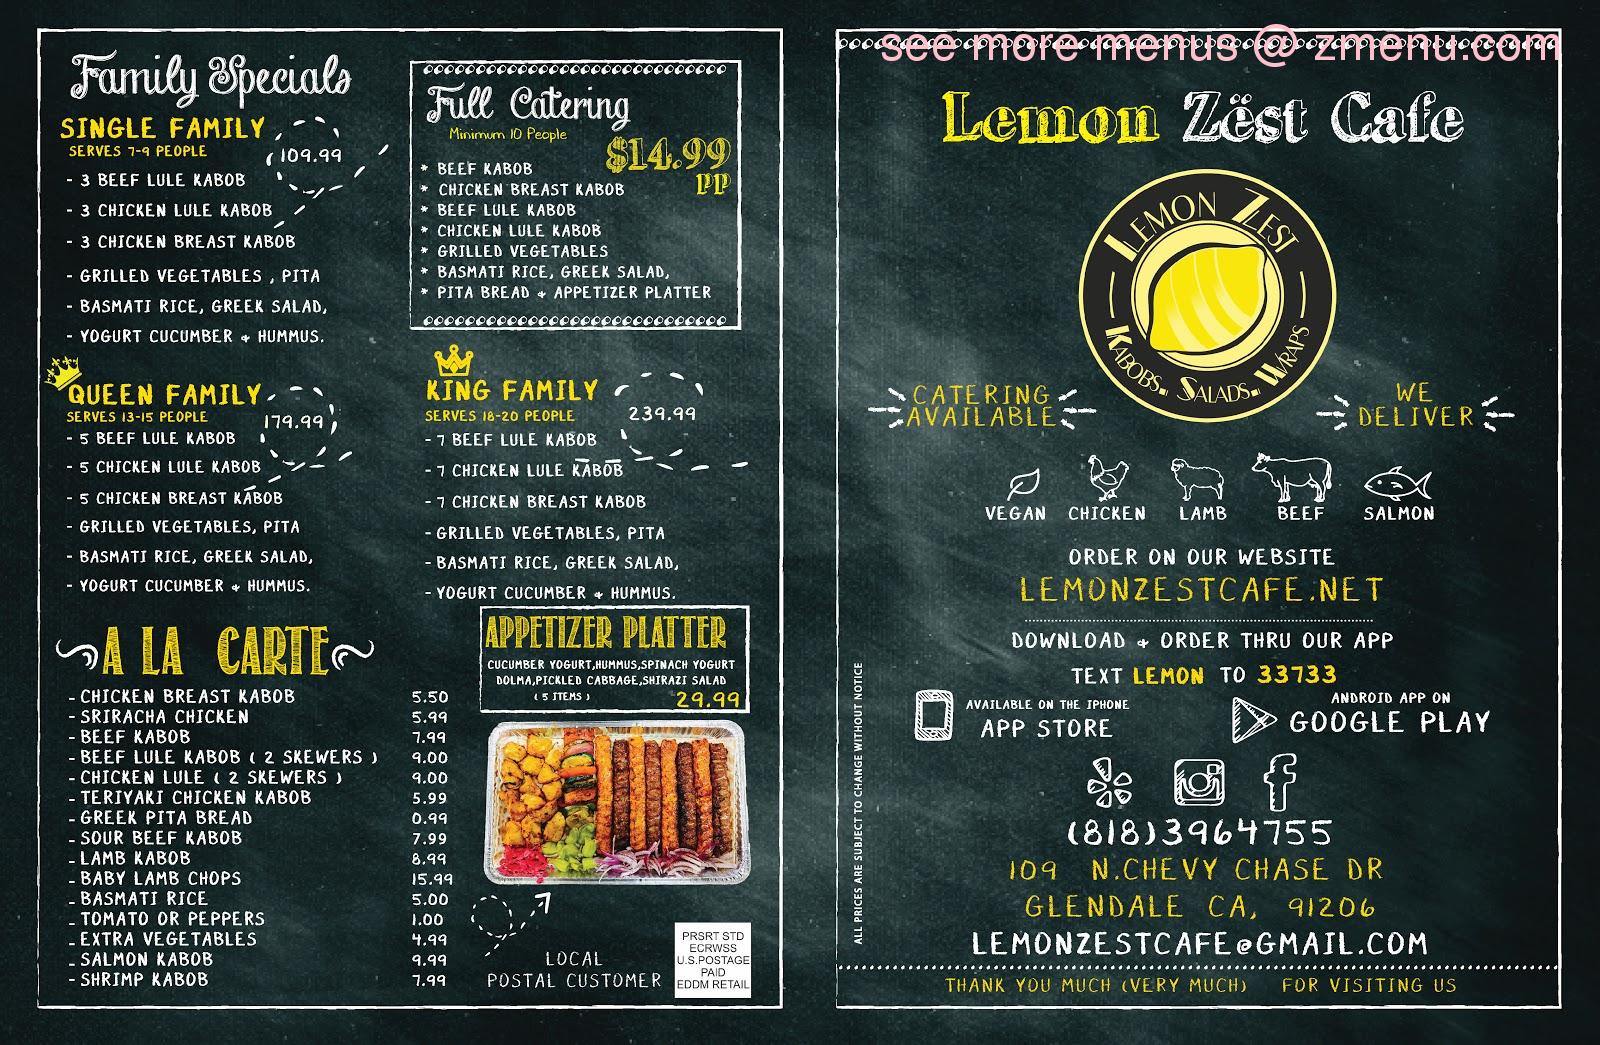 see more menus @ zmenu.com
Family Specials
SINGLE FAMILY
SERVES 7-9 PEOPLE
109.99
- 3 BEEF LULE KABOB
- 3 CHICKEN LULE KABOB
- 3 CHICKEN BREAST KABOB
- GRILLED VEGETABLES , PITA
- BASMATI RICE, GREEK SALAD,
- YOGURT CUCUMBER & HUMMUS.
Full Catering
Minimum 10 People
$14.99
PP
* BEEF KABOB
* CHICKEN BREAST KABOB
* BEEF LULE KABOB
* CHICKEN LULE KABOB
* GRILLED VEGETABLES
* BASMATI RICE, GREEK SALAD,
* PITA BREAD & APPETIZER PLATTER
QUEEN FAMILY
SERVES 13-15 PEOPLE
179.99
- 5 BEEF LULE KABOB
- 5 CHICKEN LULE KABOB
- 5 CHICKEN BREAST KABOB
- GRILLED VEGETABLES, PITA
- BASMATI RICE, GREEK SALAD,
- YOGURT CUCUMBER & HUMMUS.
KING FAMILY
SERVES 18-20 PEOPLE
239.99
- 7 BEEF LULE KABOB
- 7 CHICKEN LULE KABOB
- 7 CHICKEN BREAST KABOB
- GRILLED VEGETABLES, PITA
- BASMATI RICE, GREEK SALAD,
- YOGURT CUCUMBER & HUMMUS.
A LA CARTE
- CHICKEN BREAST KABOB 5.50
- SRIRACHA CHICKEN 5.99
- BEEF KABOB 7.99
- BEEF LULE KABOB ( 2 SKEWERS ) 9.00
- CHICKEN LULE ( 2 SKEWERS ) 9.00
- TERIYAKI CHICKEN KABOB 5.99
- GREEK PITA BREAD 0.99
- SOUR BEEF KABOB 7.99
- LAMB KABOB 8.99
- BABY LAMB CHOPS 15.99
- BASMATI RICE 5.00
- TOMATO OR PEPPERS 1.00
- EXTRA VEGETABLES 4.99
- SALMON KABOB 9.99
- SHRIMP KABOB 7.99
APPETIZER PLATTER
CUCUMBER YOGURT,HUMMUS,SPINACH YOGURT
DOLMA,PICKLED CABBAGE,SHIRAZI SALAD
( 5 ITEMS )
29.99
LOCAL
POSTAL CUSTOMER
PRSRT STD
ECRWSS
U.S.POSTAGE
PAID
EDDM RETAIL
Lemon Zëst Cafe
LEMON ZEST
KABOBS. SALADS. WRAPS
CATERING
AVAILABLE
WE
DELIVER
VEGAN CHICKEN LAMB BEEF SALMON
ORDER ON OUR WEBSITE
LEMONZESTCAFE.NET
DOWNLOAD & ORDER THRU OUR APP
TEXT LEMON TO 33733
AVAILABLE ON THE IPHONE
APP STORE
ANDROID APP ON
GOOGLE PLAY
(818)3964755
109 N.CHEVY CHASE DR
GLENDALE CA, 91206
LEMONZESTCAFE@GMAIL.COM
THANK YOU MUCH (VERY MUCH) FOR VISITING US
ALL PRICES ARE SUBJECT TO CHANGE WITHOUT NOTICE